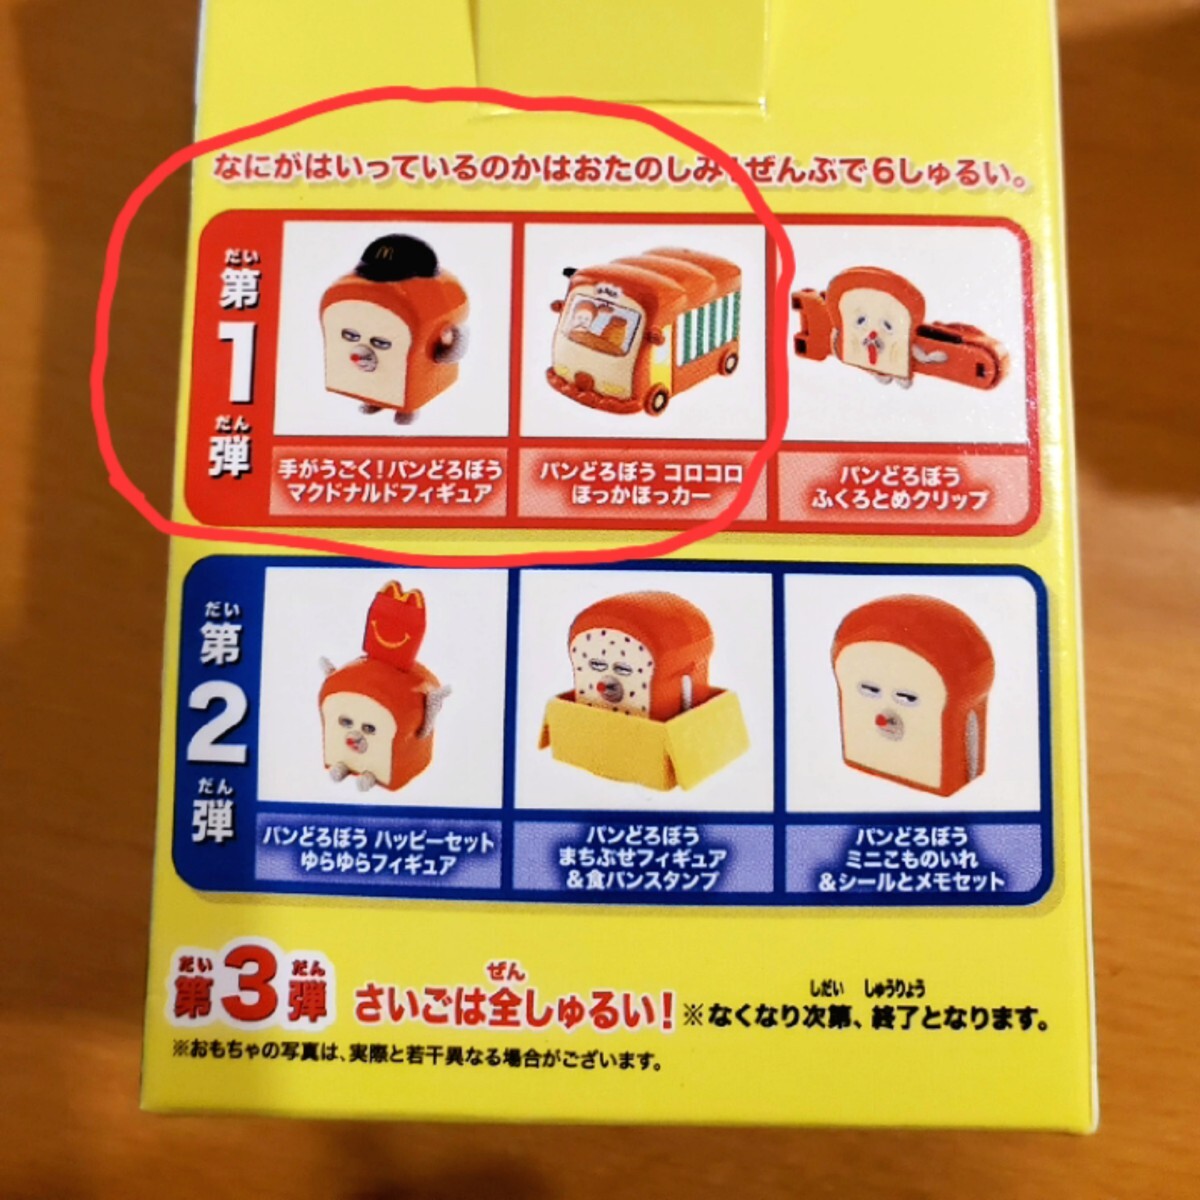 なにがはいっているのかはおたのしみ!ぜんぶで6しゅるい。
だい
第
1
だん
弾
手がうごく!パンどろぼう
マクドナルドフィギュア
パンどろぼう コロコロ
ほっかほっカー
パンどろぼう
ふくろとめクリップ
だい
第
2
だん
弾
パンどろぼう ハッピーセット
ゆらゆらフィギュア
パンどろぼう
まちぶせフィギュア
&食パンスタンプ
パンどろぼう
ミニこものいれ
&シールとメモセット
だい だん ぜん しだい しゅうりょう
第3弾 さいごは全しゅるい! ※なくなり次第、終了となります。
※おもちゃの写真は、実際と若干異なる場合がございます。